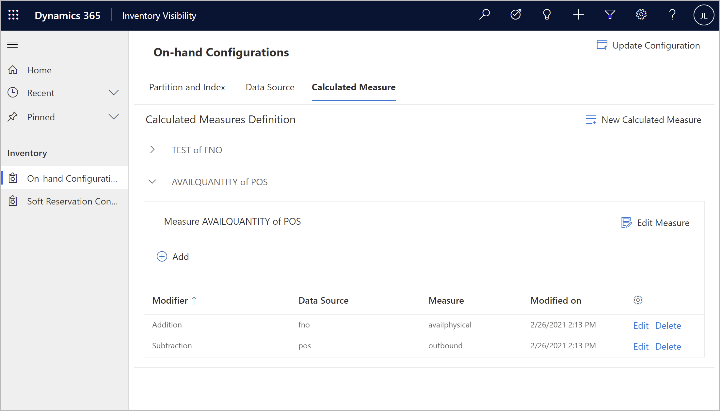 Dynamics 365 Inventory Visibility ? JL
On-hand Configurations Update Configuration
Home
Recent
Pinned
Inventory
On-hand Configurati...
Soft Reservation Con...
Partition and Index Data Source Calculated Measure
Calculated Measures Definition New Calculated Measure
TEST of FNO
AVAILQUANTITY of POS
Measure AVAILQUANTITY of POS Edit Measure
Add
Modifier Data Source Measure Modified on
Addition fno availphysical 2/26/2021 2:13 PM Edit Delete
Subtraction pos outbound 2/26/2021 2:13 PM Edit Delete